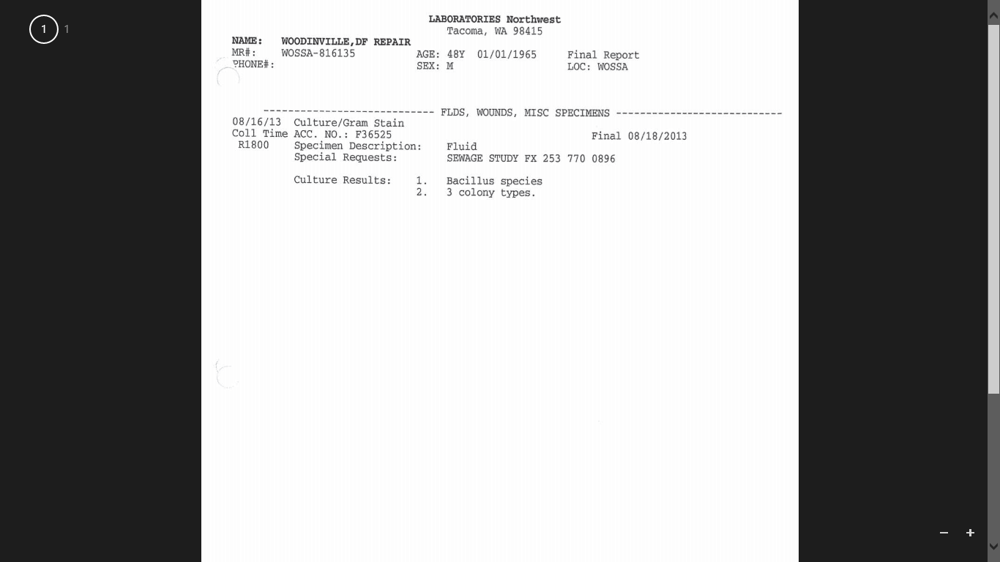 1 1
LABORATORIES Northwest
Tacoma, WA 98415
NAME: WOODINVILLE,DF REPAIR
MR#: WOSSA-816135 AGE: 48Y 01/01/1965 Final Report
PHONE#: SEX: M LOC: WOSSA
---------------------------- FLDS, WOUNDS, MISC SPECIMENS ---------------------------
08/16/13 Culture/Gram Stain
Coll Time ACC. NO.: F36525 Final 08/18/2013
R1800 Specimen Description: Fluid
Special Requests: SEWAGE STUDY FX 253 770 0896
Culture Results: 1. Bacillus species
2. 3 colony types.